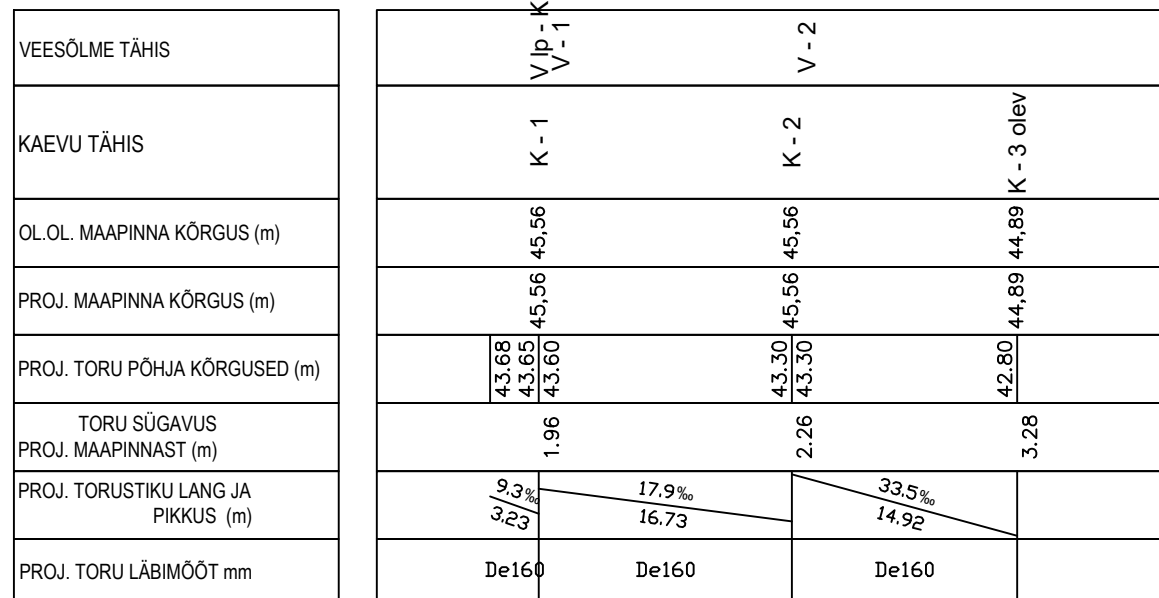 VEESÕLME TÄHIS
V lp - K
V - 1
V - 2
KAEVU TÄHIS
K - 1
K - 2
K - 3 olev
OL.OL. MAAPINNA KÕRGUS (m)
45,56
45,56
44,89
PROJ. MAAPINNA KÕRGUS (m)
45,56
45,56
44,89
PROJ. TORU PÕHJA KÕRGUSED (m)
43.68
43.65
43.60
43.30
43.30
42.80
TORU SÜGAVUS
PROJ. MAAPINNAST (m)
1.96
2.26
3.28
PROJ. TORUSTIKU LANG JA
PIKKUS (m)
9.3‰
3.23
17.9‰
16.73
33.5‰
14.92
PROJ. TORU LÄBIMÕÕT mm
De160
De160
De160